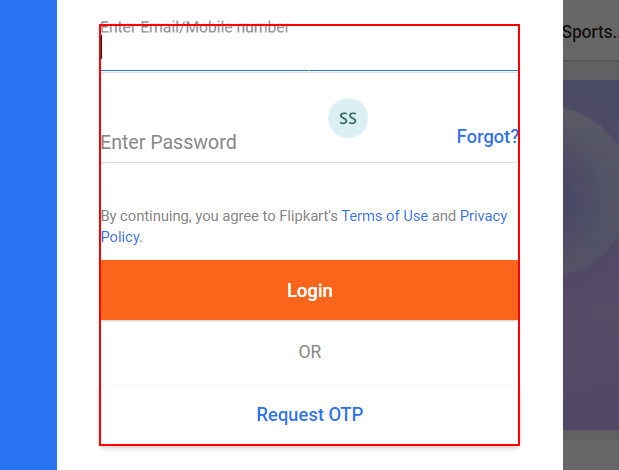 Enter Email/Mobile number
Sports..
SS
Enter Password
Forgot?
By continuing, you agree to Flipkart's Terms of Use and Privacy
Policy.
Login
OR
Request OTP